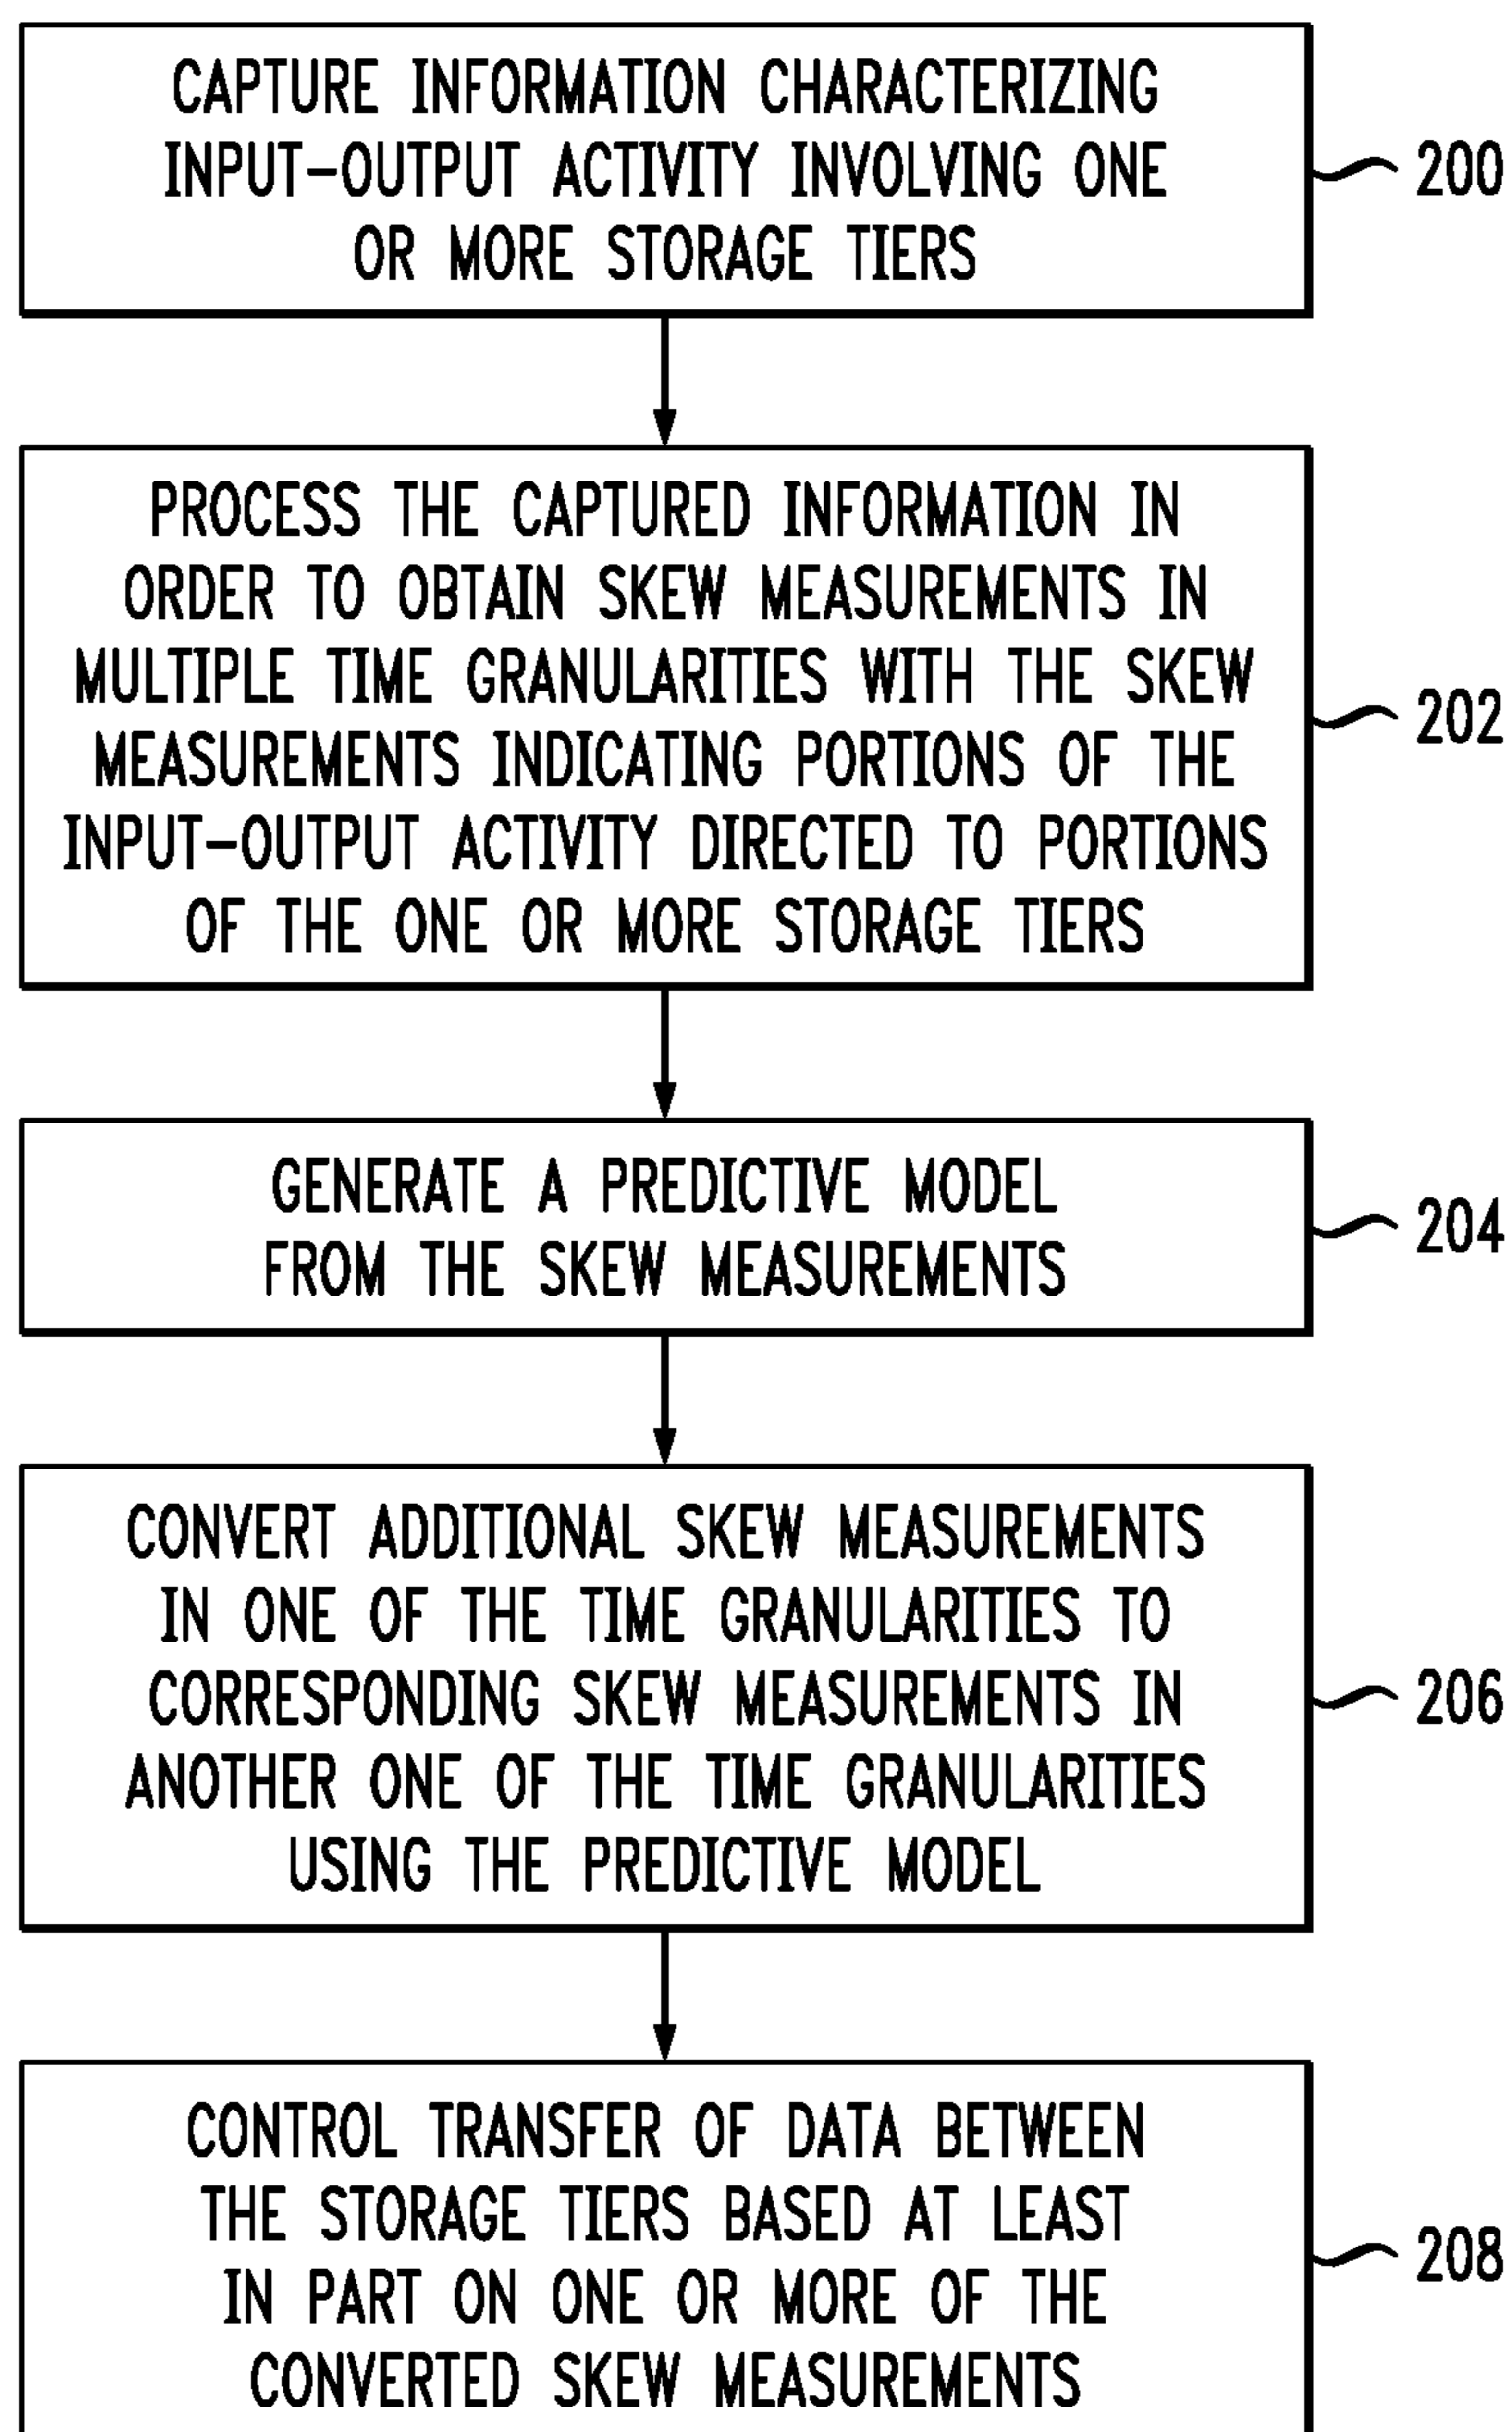 CAPTURE INFORMATION CHARACTERIZING
INPUT-OUTPUT ACTIVITY INVOLVING ONE
OR MORE STORAGE TIERS
200
PROCESS THE CAPTURED INFORMATION IN
ORDER TO OBTAIN SKEW MEASUREMENTS IN
MULTIPLE TIME GRANULARITIES WITH THE SKEW
MEASUREMENTS INDICATING PORTIONS OF THE
INPUT-OUTPUT ACTIVITY DIRECTED TO PORTIONS
OF THE ONE OR MORE STORAGE TIERS
202
GENERATE A PREDICTIVE MODEL
FROM THE SKEW MEASUREMENTS
204
CONVERT ADDITIONAL SKEW MEASUREMENTS
IN ONE OF THE TIME GRANULARITIES TO
CORRESPONDING SKEW MEASUREMENTS IN
ANOTHER ONE OF THE TIME GRANULARITIES
USING THE PREDICTIVE MODEL
206
CONTROL TRANSFER OF DATA BETWEEN
THE STORAGE TIERS BASED AT LEAST
IN PART ON ONE OR MORE OF THE
CONVERTED SKEW MEASUREMENTS
208